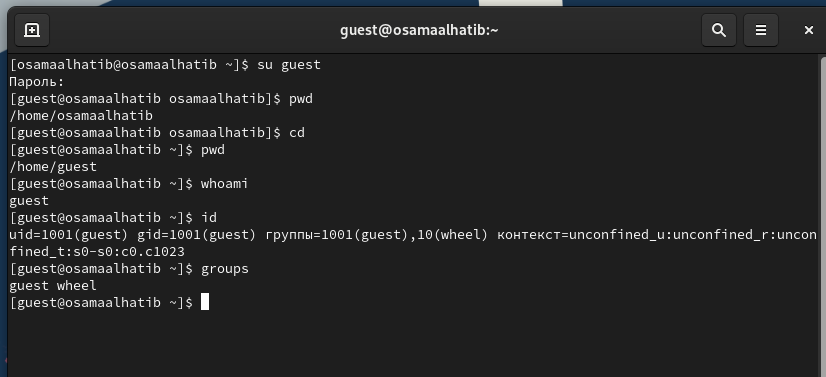 guest@osamaalhatib:~
[osamaalhatib@osamaalhatib ~]$ su guest
Пароль:
[guest@osamaalhatib osamaalhatib]$ pwd
/home/osamaalhatib
[guest@osamaalhatib osamaalhatib]$ cd
[guest@osamaalhatib ~]$ pwd
/home/guest
[guest@osamaalhatib ~]$ whoami
guest
[guest@osamaalhatib ~]$ id
uid=1001(guest) gid=1001(guest) группы=1001(guest),10(wheel) контекст=unconfined_u:unconfined_r:uncon
fined_t:s0-s0:c0.c1023
[guest@osamaalhatib ~]$ groups
guest wheel
[guest@osamaalhatib ~]$